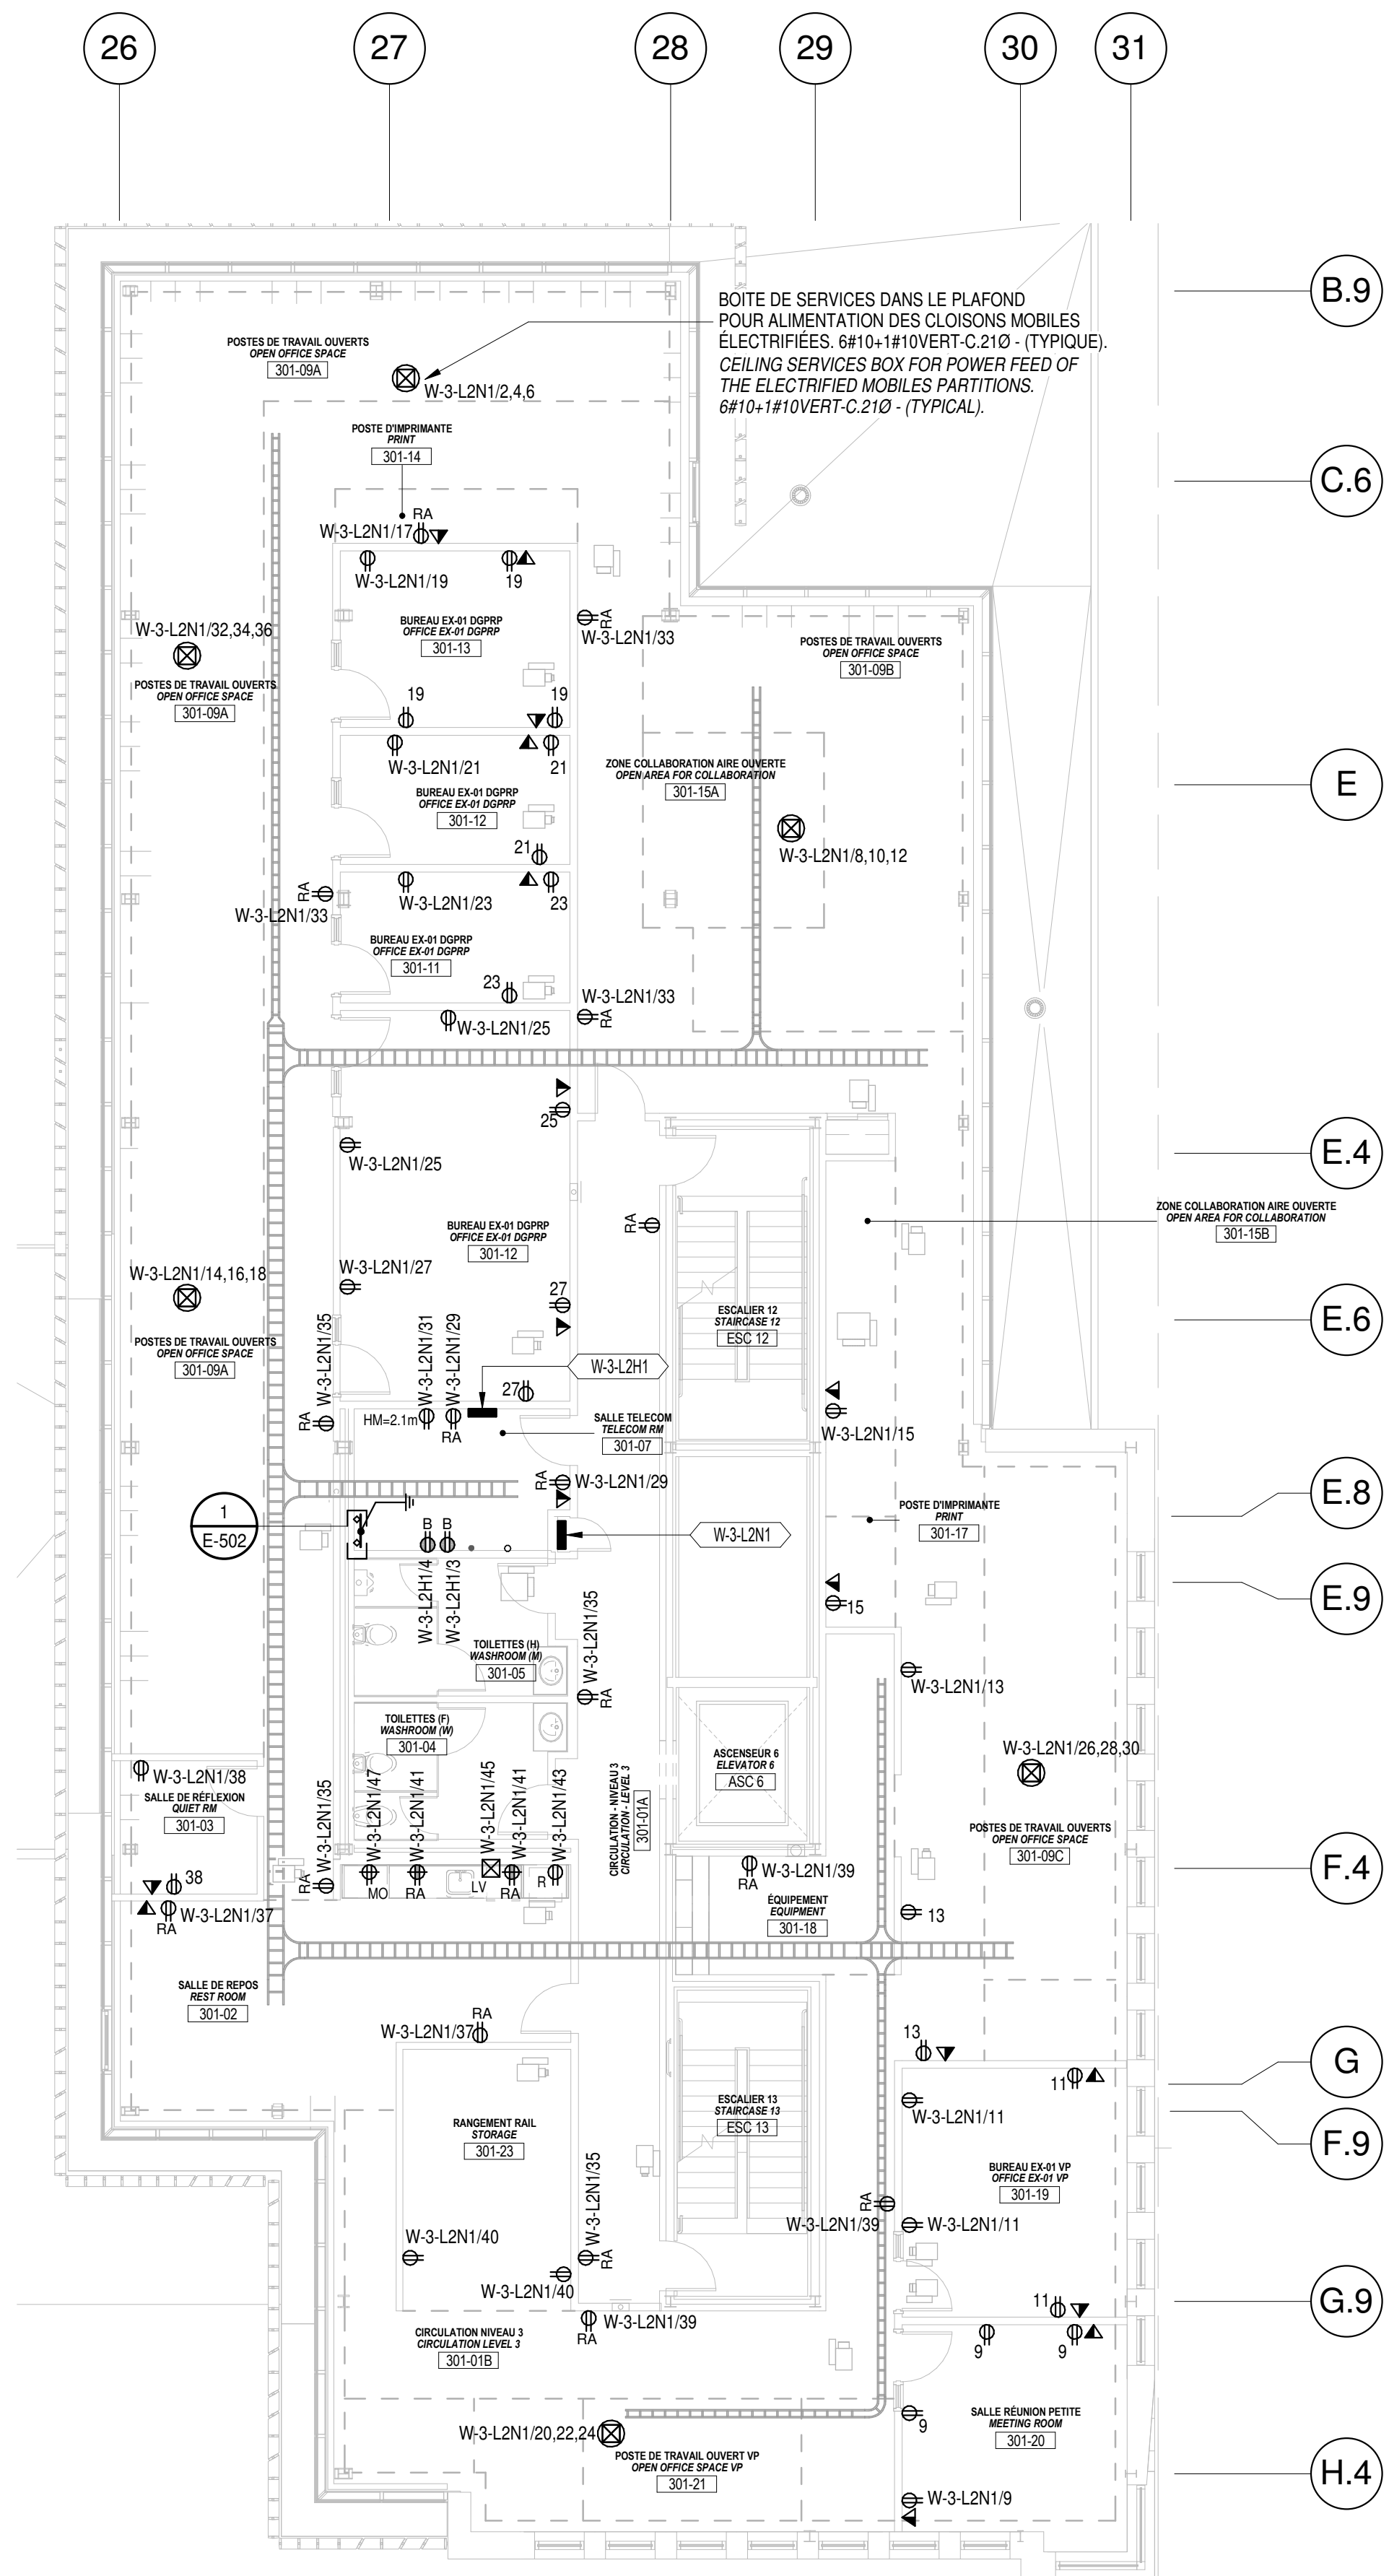 26
27
28
29
30
31
B.9
C.6
E
E.4
E.6
E.8
E.9
F.4
G
F.9
G.9
H.4
BOITE DE SERVICES DANS LE PLAFOND
POUR ALIMENTATION DES CLOISONS MOBILES
ÉLECTRIFIÉES. 6#10+1#10VERT-C.21Ø - (TYPIQUE).
CEILING SERVICES BOX FOR POWER FEED OF
THE ELECTRIFIED MOBILES PARTITIONS.
6#10+1#10VERT-C.21Ø - (TYPICAL).
POSTES DE TRAVAIL OUVERTS
OPEN OFFICE SPACE
301-09A
W-3-L2N1/2,4,6
POSTE D'IMPRIMANTE
PRINT
301-14
RA
W-3-L2N1/17
W-3-L2N1/19
19
BUREAU EX-01 DGPRP
OFFICE EX-01 DGPRP
301-13
RA
W-3-L2N1/33
W-3-L2N1/32,34,36
POSTES DE TRAVAIL OUVERTS
OPEN OFFICE SPACE
301-09A
POSTES DE TRAVAIL OUVERTS
OPEN OFFICE SPACE
301-09B
19
19
W-3-L2N1/21
21
BUREAU EX-01 DGPRP
OFFICE EX-01 DGPRP
301-12
ZONE COLLABORATION AIRE OUVERTE
OPEN AREA FOR COLLABORATION
301-15A
W-3-L2N1/8,10,12
21
RA
W-3-L2N1/33
W-3-L2N1/23
23
BUREAU EX-01 DGPRP
OFFICE EX-01 DGPRP
301-11
23
W-3-L2N1/33
RA
W-3-L2N1/25
25
W-3-L2N1/25
BUREAU EX-01 DGPRP
OFFICE EX-01 DGPRP
301-12
RA
ZONE COLLABORATION AIRE OUVERTE
OPEN AREA FOR COLLABORATION
301-15B
W-3-L2N1/27
27
W-3-L2N1/14,16,18
POSTES DE TRAVAIL OUVERTS
OPEN OFFICE SPACE
301-09A
ESCALIER 12
STAIRCASE 12
ESC 12
W-3-L2N1/35
RA
W-3-L2N1/31
HM=2.1m
W-3-L2N1/29
RA
W-3-L2H1
27
SALLE TELECOM
TELECOM RM
301-07
RA
W-3-L2N1/29
W-3-L2N1/15
1
E-502
B
B
W-3-L2H1/4
W-3-L2H1/3
W-3-L2N1
POSTE D'IMPRIMANTE
PRINT
301-17
15
W-3-L2N1/35
RA
TOILETTES (H)
WASHROOM (M)
301-05
W-3-L2N1/13
TOILETTES (F)
WASHROOM (W)
301-04
ASCENSEUR 6
ELEVATOR 6
ASC 6
W-3-L2N1/26,28,30
W-3-L2N1/38
SALLE DE RÉFLEXION
QUIET RM
301-03
W-3-L2N1/35
RA
W-3-L2N1/47
MO
W-3-L2N1/41
RA
W-3-L2N1/45
LV
W-3-L2N1/41
RA
W-3-L2N1/43
R
CIRCULATION - NIVEAU 3
CIRCULATION - LEVEL 3
301-01A
POSTES DE TRAVAIL OUVERTS
OPEN OFFICE SPACE
301-09C
W-3-L2N1/39
RA
ÉQUIPEMENT
EQUIPMENT
301-18
38
W-3-L2N1/37
RA
13
SALLE DE REPOS
REST ROOM
301-02
RA
W-3-L2N1/37
13
11
W-3-L2N1/11
RANGEMENT RAIL
STORAGE
301-23
ESCALIER 13
STAIRCASE 13
ESC 13
BUREAU EX-01 VP
OFFICE EX-01 VP
301-19
W-3-L2N1/35
RA
RA
W-3-L2N1/39
W-3-L2N1/11
W-3-L2N1/40
W-3-L2N1/40
11
W-3-L2N1/39
RA
9
9
CIRCULATION NIVEAU 3
CIRCULATION LEVEL 3
301-01B
9
SALLE RÉUNION PETITE
MEETING ROOM
301-20
W-3-L2N1/20,22,24
POSTE DE TRAVAIL OUVERT VP
OPEN OFFICE SPACE VP
301-21
W-3-L2N1/9